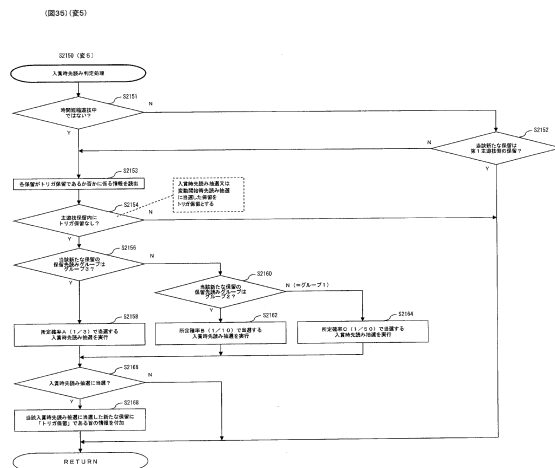 (図35)(変5)
S2150 (変5)
入賞時先読み判定処理
S2151
時間短縮遊技中
ではない？
N
Y
S2152
当該新たな保留は
第1主遊技側の保留？
N
Y
S2153
各保留がトリガ保留であるか否かに係る情報を読出
入賞時先読み抽選又は
変動開始時先読み抽選
に当選した保留を
トリガ保留とする
S2154
主遊技保留内に
トリガ保留なし？
N
Y
S2156
当該新たな保留の
保留先読みグループは
グループ3？
N
Y
S2160
当該新たな保留の
保留先読みグループは
グループ2？
N (=グループ1)
Y
S2158
所定確率A (1/3) で当選する
入賞時先読み抽選を実行
S2162
所定確率B (1/10) で当選する
入賞時先読み抽選を実行
S2164
所定確率C (1/50) で当選する
入賞時先読み抽選を実行
S2166
入賞時先読み抽選に当選？
N
Y
S2168
当該入賞時先読み抽選に当選した新たな保留に
「トリガ保留」である旨の情報を付加
RETURN